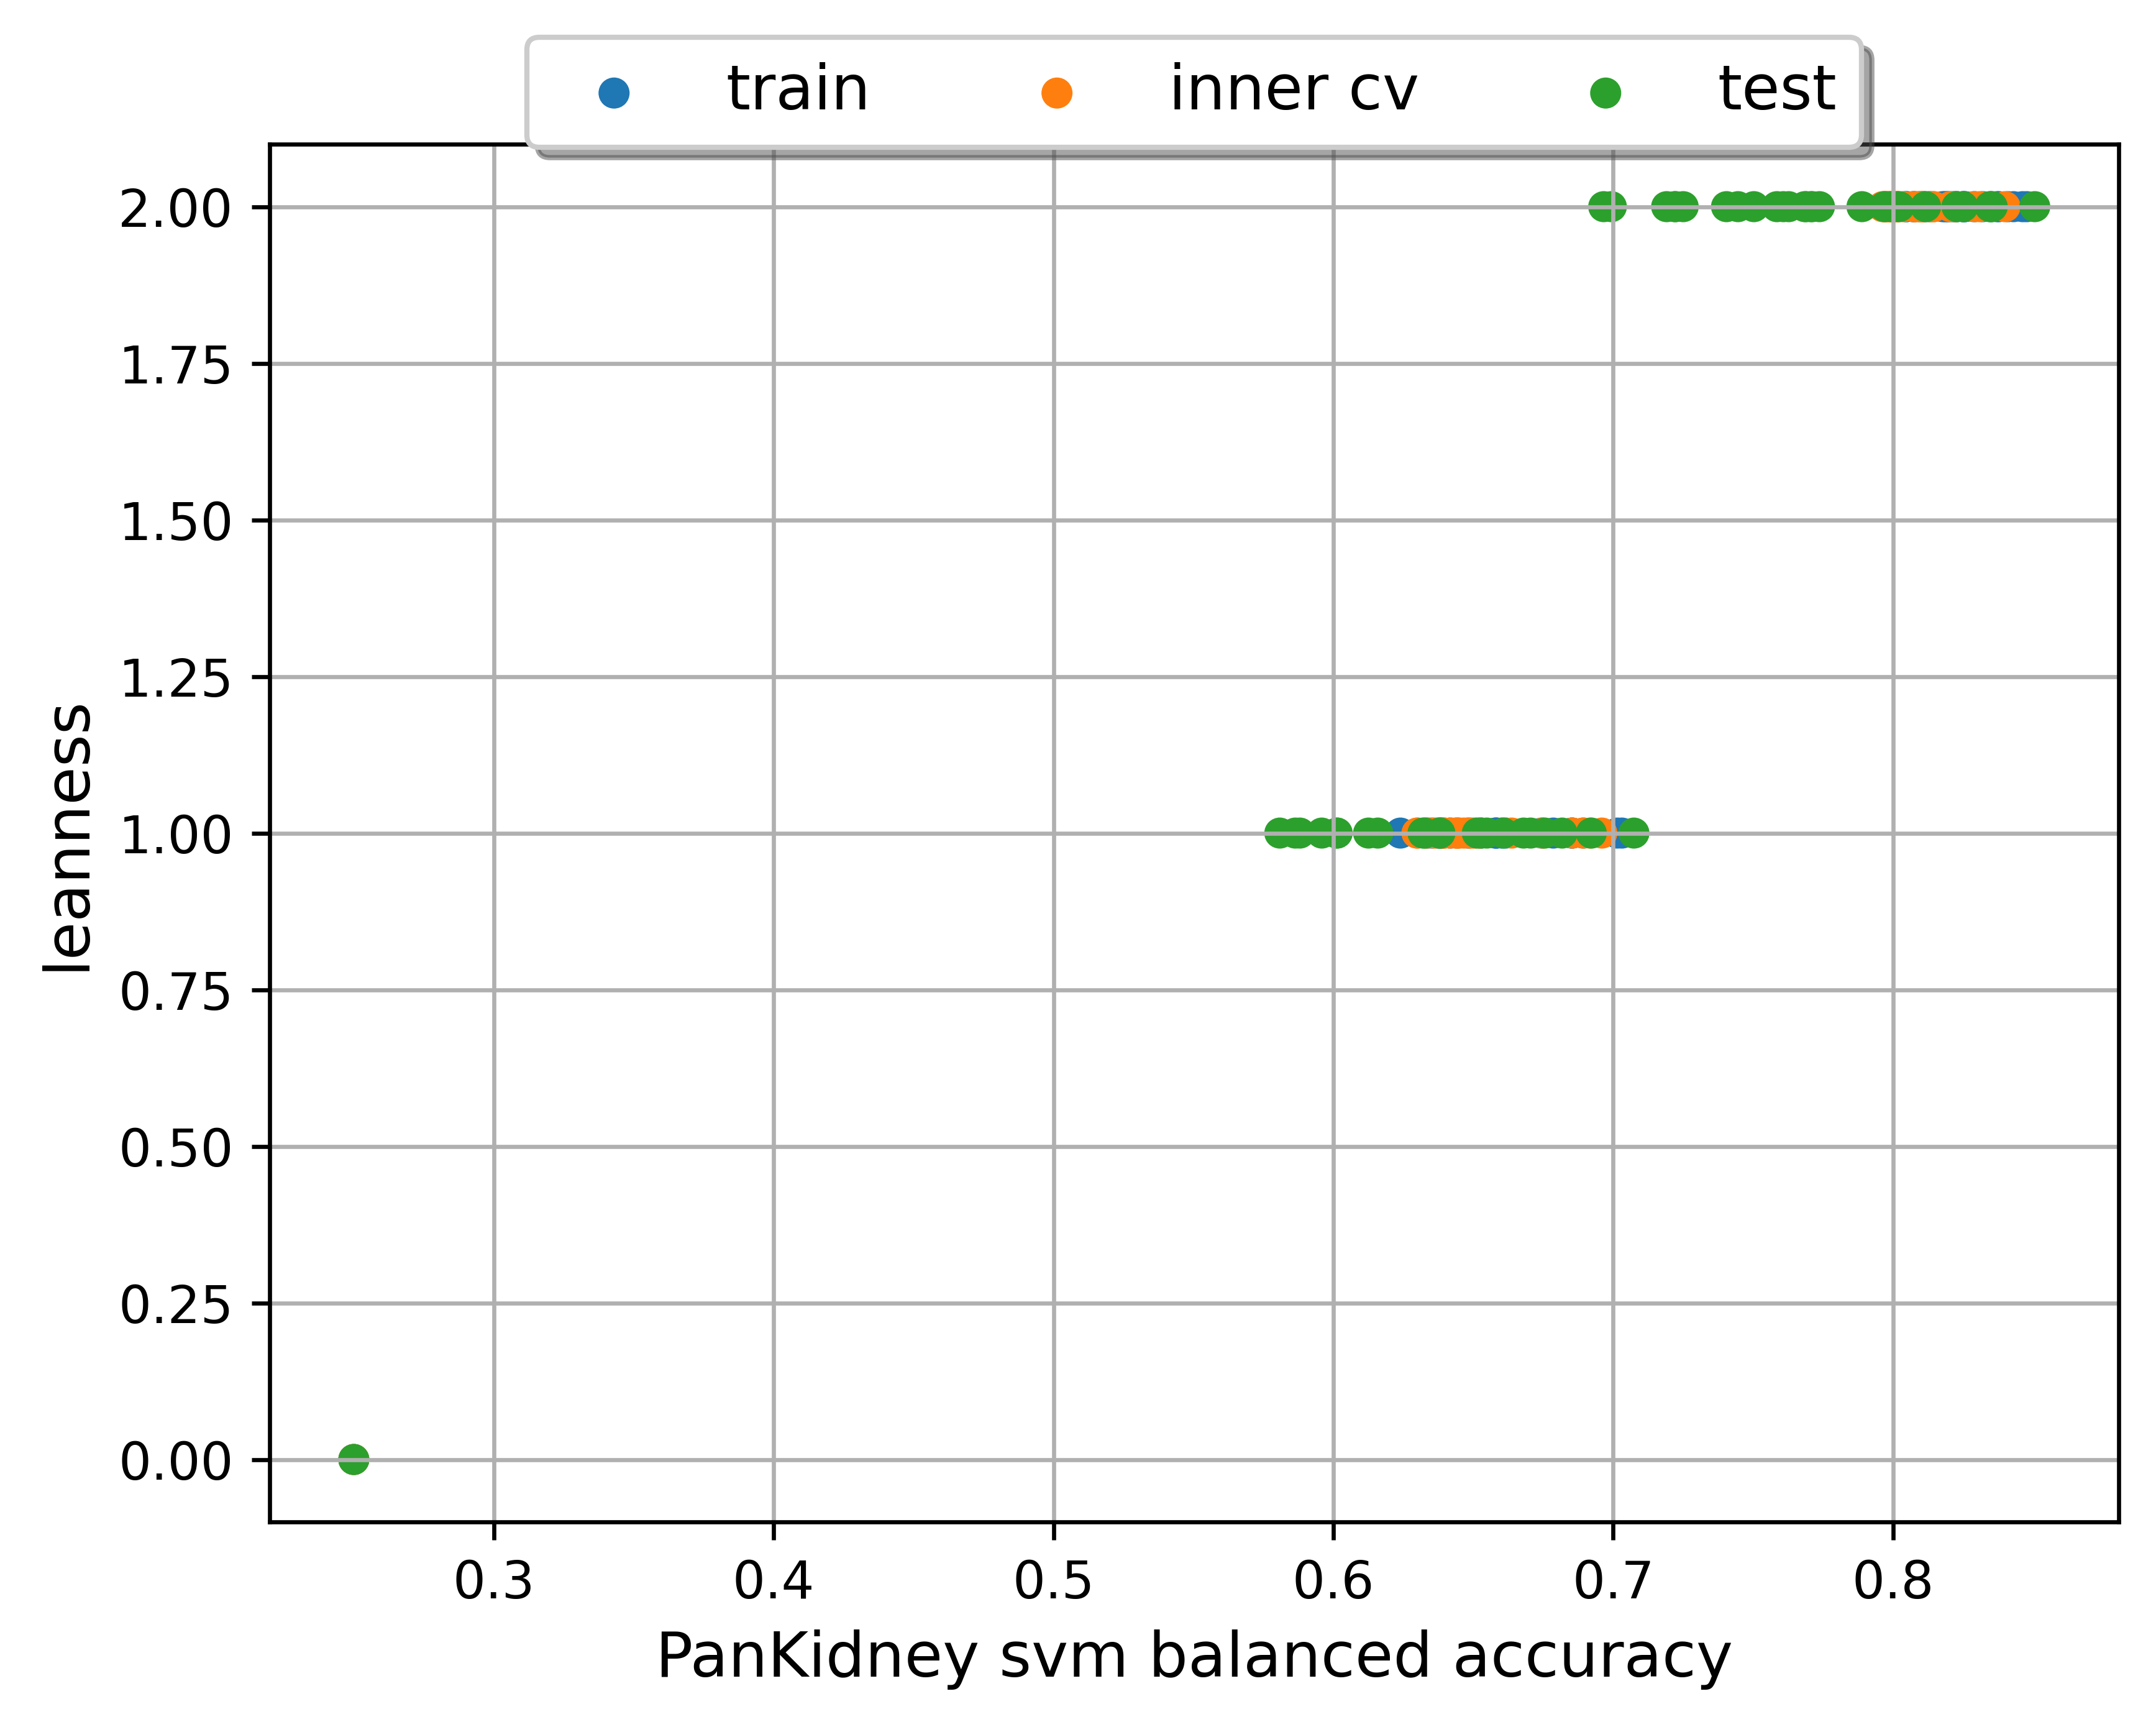 train inner cv test
2.00
1.75
1.50
1.25
1.00
0.75
0.50
0.25
0.00
leanness
0.3 0.4 0.5 0.6 0.7 0.8
PanKidney svm balanced accuracy